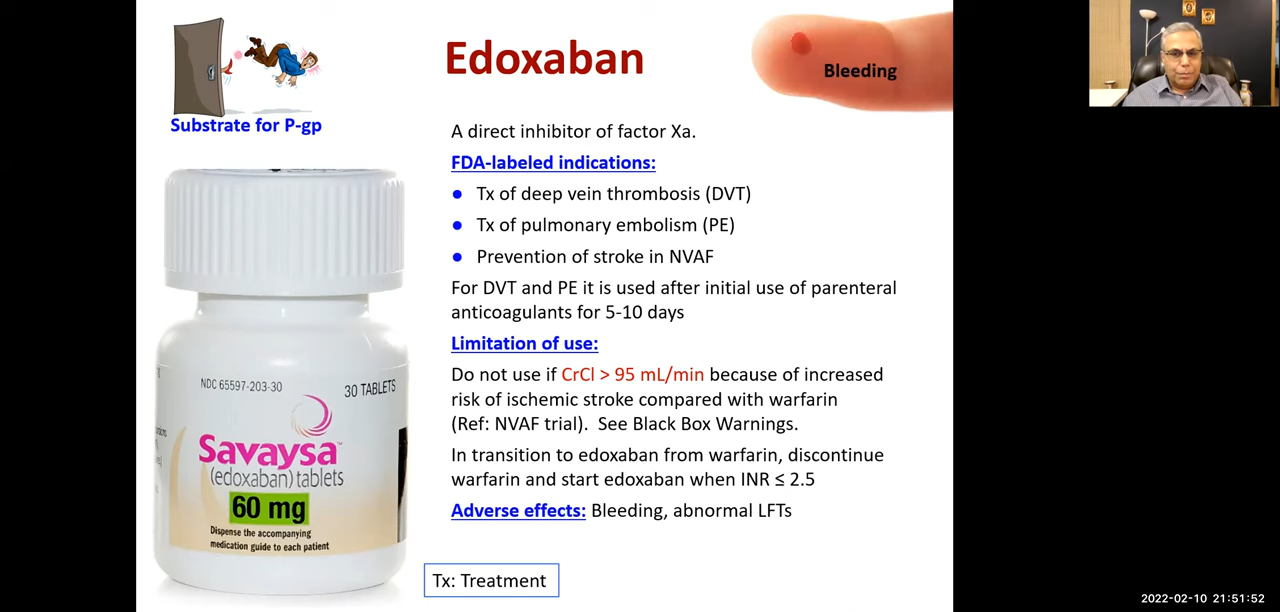 Edoxaban
Bleeding
Substrate for P-gp
A direct inhibitor of factor Xa.
FDA-labeled indications:
● Tx of deep vein thrombosis (DVT)
● Tx of pulmonary embolism (PE)
● Prevention of stroke in NVAF
For DVT and PE it is used after initial use of parenteral
anticoagulants for 5-10 days
Limitation of use:
Do not use if CrCl > 95 mL/min because of increased
risk of ischemic stroke compared with warfarin
(Ref: NVAF trial). See Black Box Warnings.
In transition to edoxaban from warfarin, discontinue
warfarin and start edoxaban when INR ≤ 2.5
Adverse effects: Bleeding, abnormal LFTs
NDC 65597-203-30
30 TABLETS
Savaysa™
(edoxaban) tablets
60 mg
Dispense the accompanying
medication guide to each patient
Tx: Treatment
2022-02-10 21:51:52